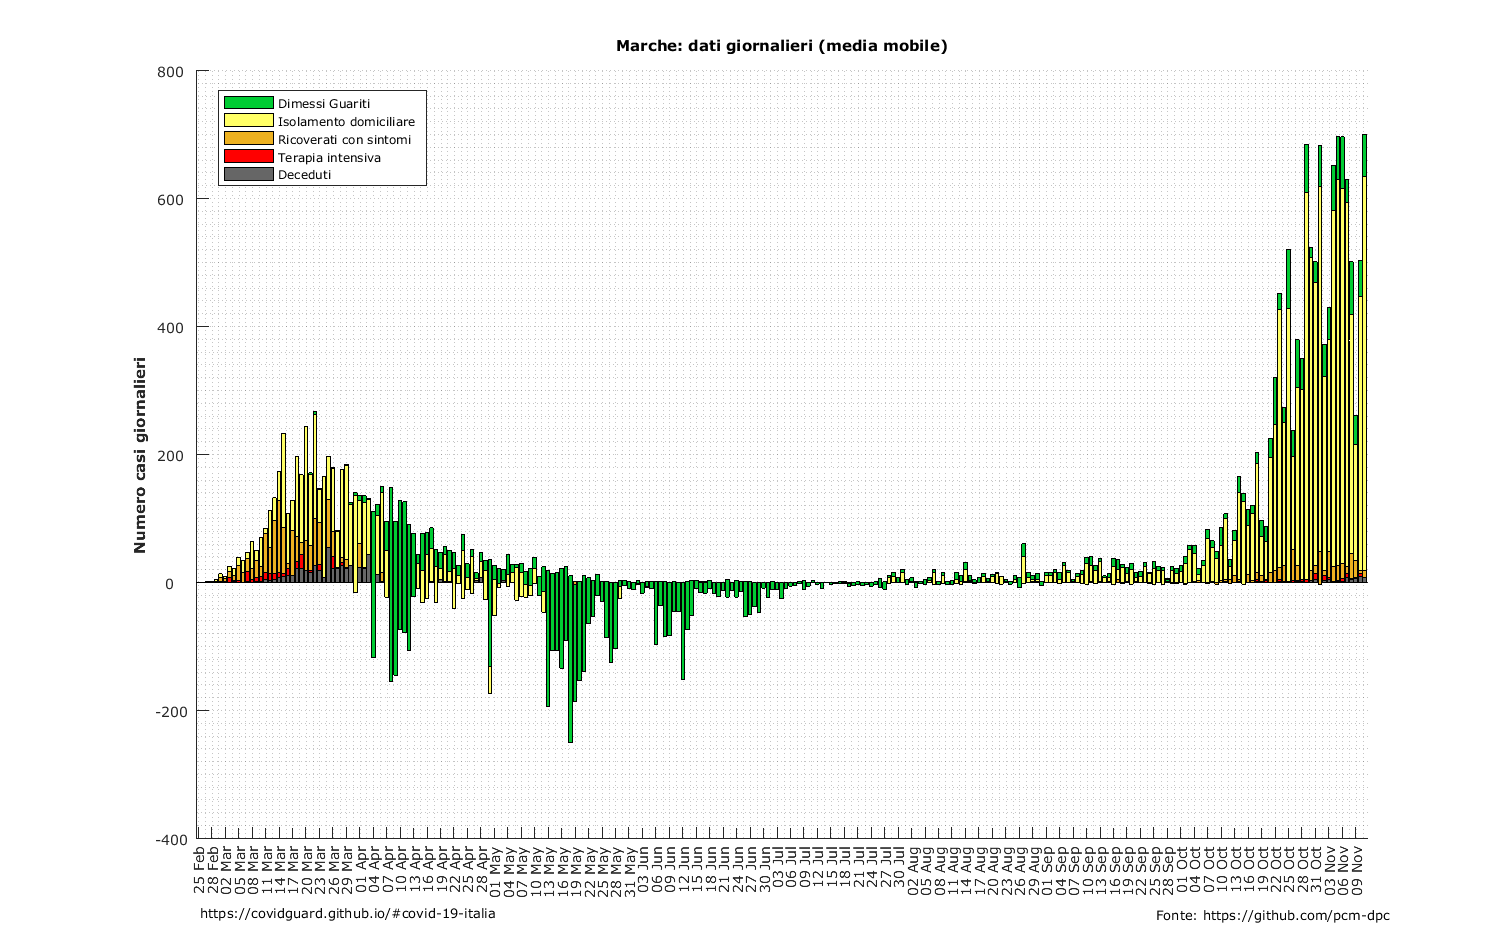 Marche: dati giornalieri (media mobile)
Dimessi Guariti
Isolamento domiciliare
Ricoverati con sintomi
Terapia intensiva
Deceduti
Numero casi giornalieri
800
600
400
200
0
-200
-400
25 Feb
28 Feb
02 Mar
05 Mar
08 Mar
11 Mar
14 Mar
17 Mar
20 Mar
23 Mar
26 Mar
29 Mar
01 Apr
04 Apr
07 Apr
10 Apr
13 Apr
16 Apr
19 Apr
22 Apr
25 Apr
28 Apr
01 May
04 May
07 May
10 May
13 May
16 May
19 May
22 May
25 May
28 May
31 May
03 Jun
06 Jun
09 Jun
12 Jun
15 Jun
18 Jun
21 Jun
24 Jun
27 Jun
30 Jun
03 Jul
06 Jul
09 Jul
12 Jul
15 Jul
18 Jul
21 Jul
24 Jul
27 Jul
30 Jul
02 Aug
05 Aug
08 Aug
11 Aug
14 Aug
17 Aug
20 Aug
23 Aug
26 Aug
29 Aug
01 Sep
04 Sep
07 Sep
10 Sep
13 Sep
16 Sep
19 Sep
22 Sep
25 Sep
28 Sep
01 Oct
04 Oct
07 Oct
10 Oct
13 Oct
16 Oct
19 Oct
22 Oct
25 Oct
28 Oct
31 Oct
03 Nov
06 Nov
09 Nov
https://covidguard.github.io/#covid-19-italia
Fonte: https://github.com/pcm-dpc